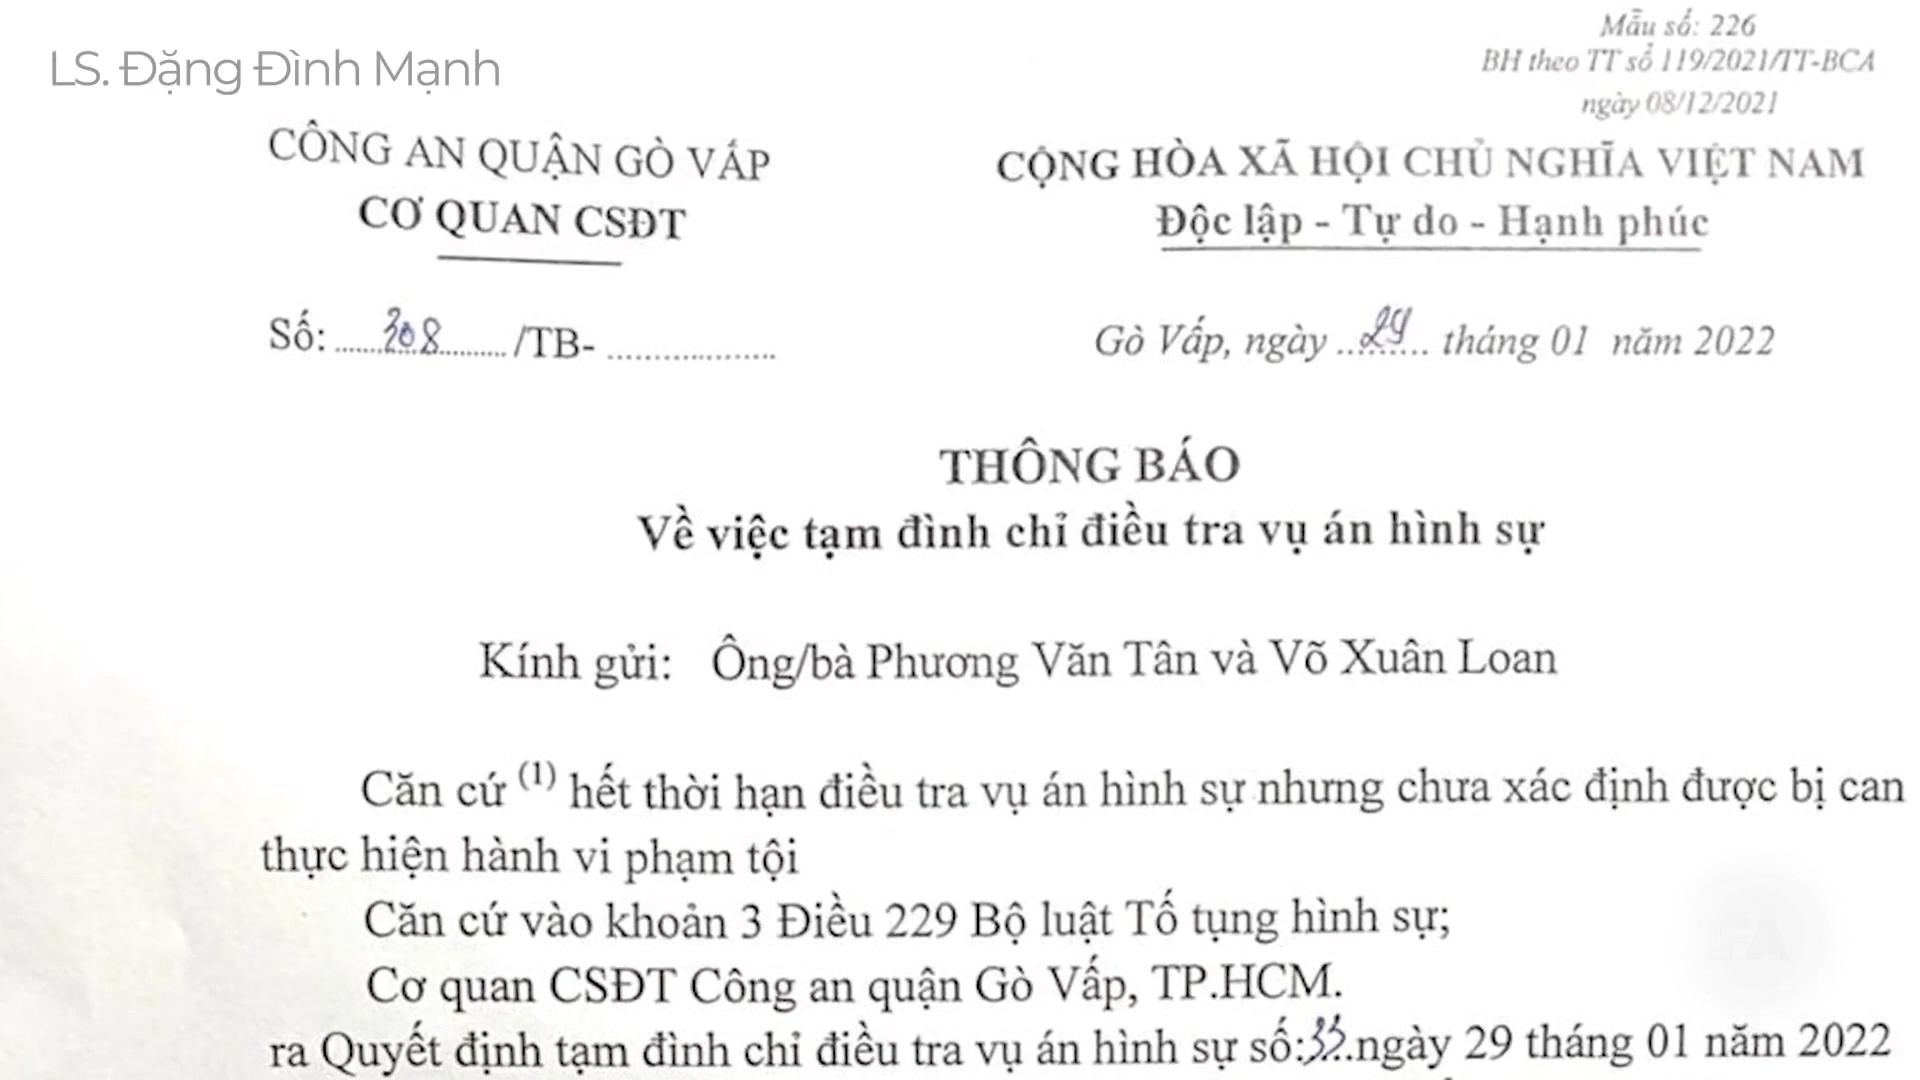 LS. Đặng Đình Mạnh
Mẫu số: 226
BH theo TT số 119/2021/TT-BCA
ngày 08/12/2021
CÔNG AN QUẬN GÒ VẤP
CƠ QUAN CSĐT
CỘNG HÒA XÃ HỘI CHỦ NGHĨA VIỆT NAM
Độc lập - Tự do - Hạnh phúc
Số: ......308......../TB- ..................
Gò Vấp, ngày ...29... tháng 01 năm 2022
THÔNG BÁO
Về việc tạm đình chỉ điều tra vụ án hình sự
Kính gửi: Ông/bà Phương Văn Tân và Võ Xuân Loan
Căn cứ (1) hết thời hạn điều tra vụ án hình sự nhưng chưa xác định được bị can
thực hiện hành vi phạm tội
Căn cứ vào khoản 3 Điều 229 Bộ luật Tố tụng hình sự;
Cơ quan CSĐT Công an quận Gò Vấp, TP.HCM.
ra Quyết định tạm đình chỉ điều tra vụ án hình sự số:33..ngày 29 tháng 01 năm 2022